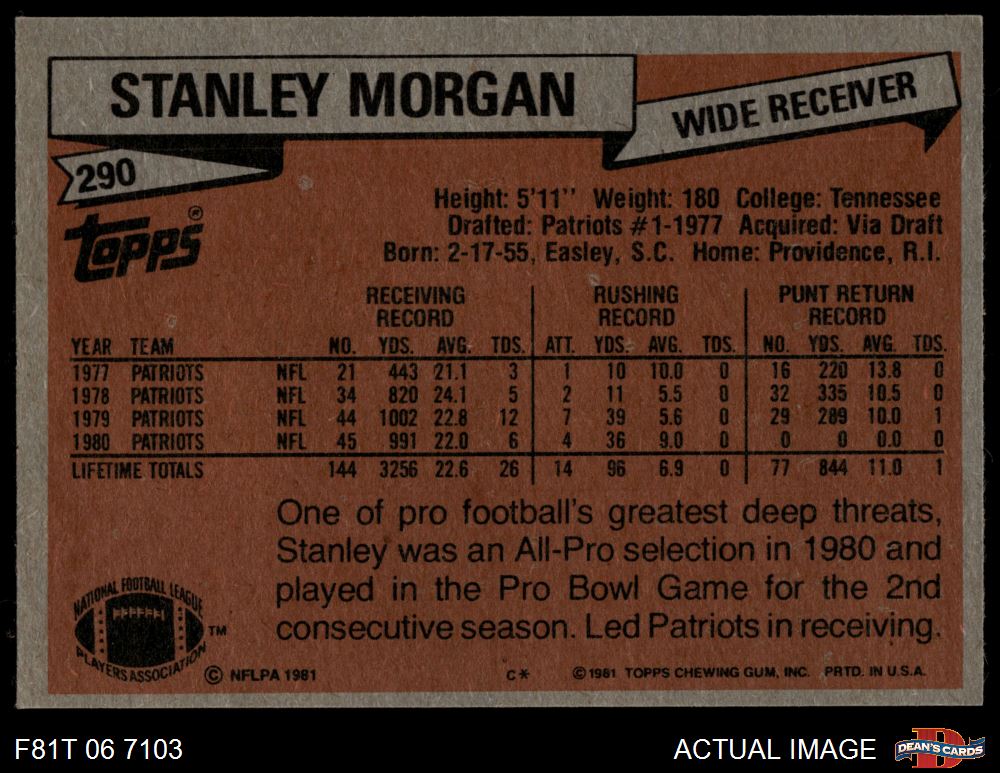 STANLEY MORGAN
WIDE RECEIVER
290
Topps®
Height: 5'11'' Weight: 180 College: Tennessee
Drafted: Patriots #1-1977 Acquired: Via Draft
Born: 2-17-55, Easley, S.C. Home: Providence, R.I.
RECEIVING RECORD RUSHING RECORD PUNT RETURN RECORD
YEAR TEAM NO. YDS. AVG. TDS. ATT. YDS. AVG. TDS. NO. YDS. AVG. TDS.
1977 PATRIOTS NFL 21 443 21.1 3 1 10 10.0 0 16 220 13.8 0
1978 PATRIOTS NFL 34 820 24.1 5 2 11 5.5 0 32 335 10.5 0
1979 PATRIOTS NFL 44 1002 22.8 12 7 39 5.6 0 29 289 10.0 1
1980 PATRIOTS NFL 45 991 22.0 6 4 36 9.0 0 0 0 0.0 0
LIFETIME TOTALS 144 3256 22.6 26 14 96 6.9 0 77 844 11.0 1
One of pro football's greatest deep threats,
Stanley was an All-Pro selection in 1980 and
played in the Pro Bowl Game for the 2nd
consecutive season. Led Patriots in receiving.
NATIONAL FOOTBALL LEAGUE
PLAYERS ASSOCIATION
TM
© NFLPA 1981 C* ©1981 TOPPS CHEWING GUM, INC. PRTD. IN U.S.A.
F81T 06 7103 ACTUAL IMAGE DEAN'S CARDS